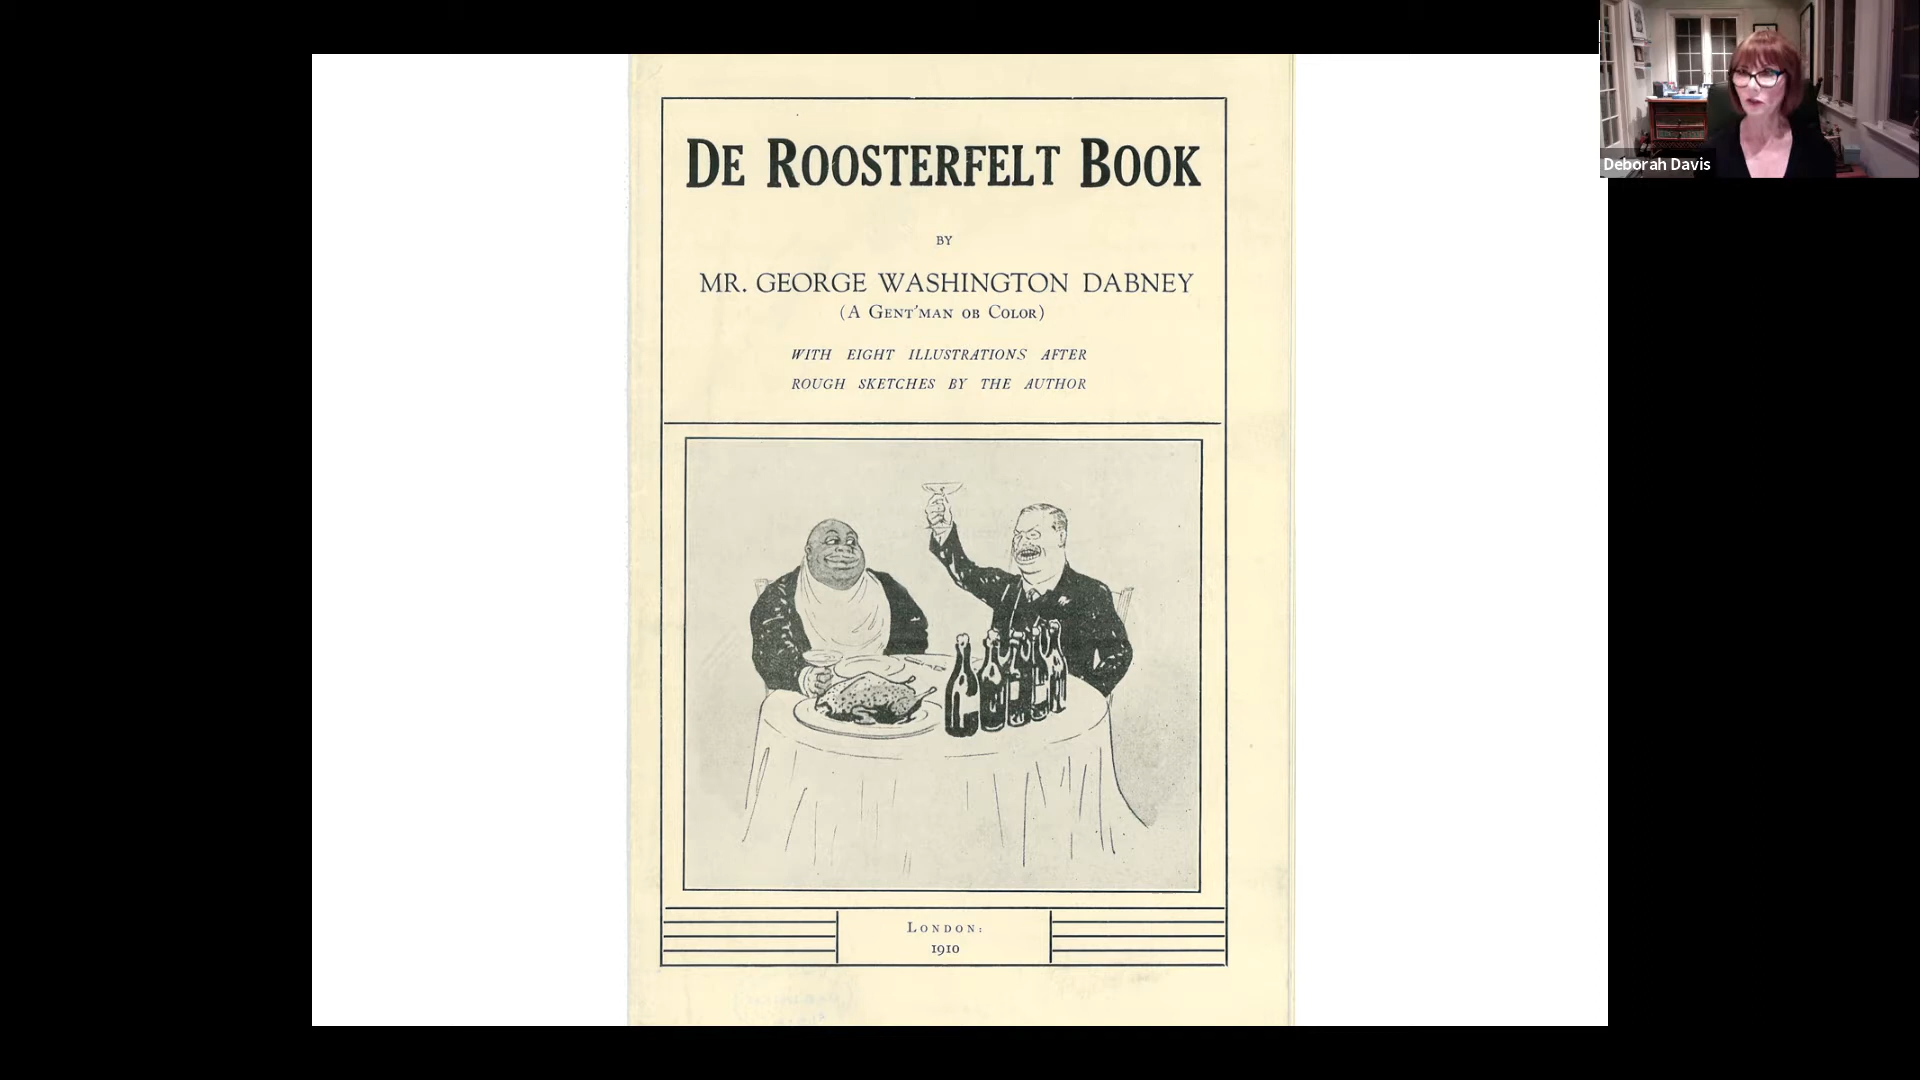 DE ROOSTERFELT BOOK
BY
MR. GEORGE WASHINGTON DABNEY
(A GENT'MAN OB COLOR)
WITH EIGHT ILLUSTRATIONS AFTER
ROUGH SKETCHES BY THE AUTHOR
LONDON:
1910
Deborah Davis